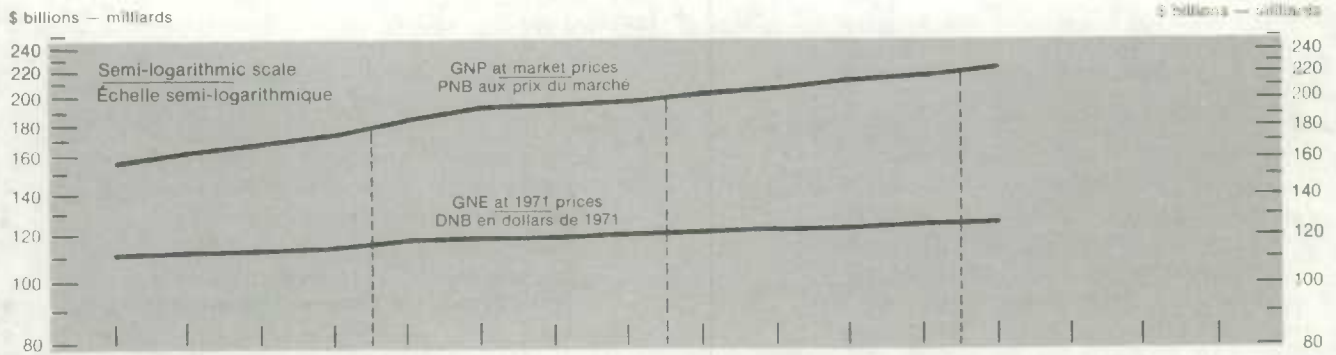 $ billions — milliards
$ billions — milliards
240
220
200
180
160
140
120
100
80
Semi-logarithmic scale
Échelle semi-logarithmique
GNP at market prices
PNB aux prix du marché
GNE at 1971 prices
DNB en dollars de 1971
240
220
200
180
160
140
120
100
80